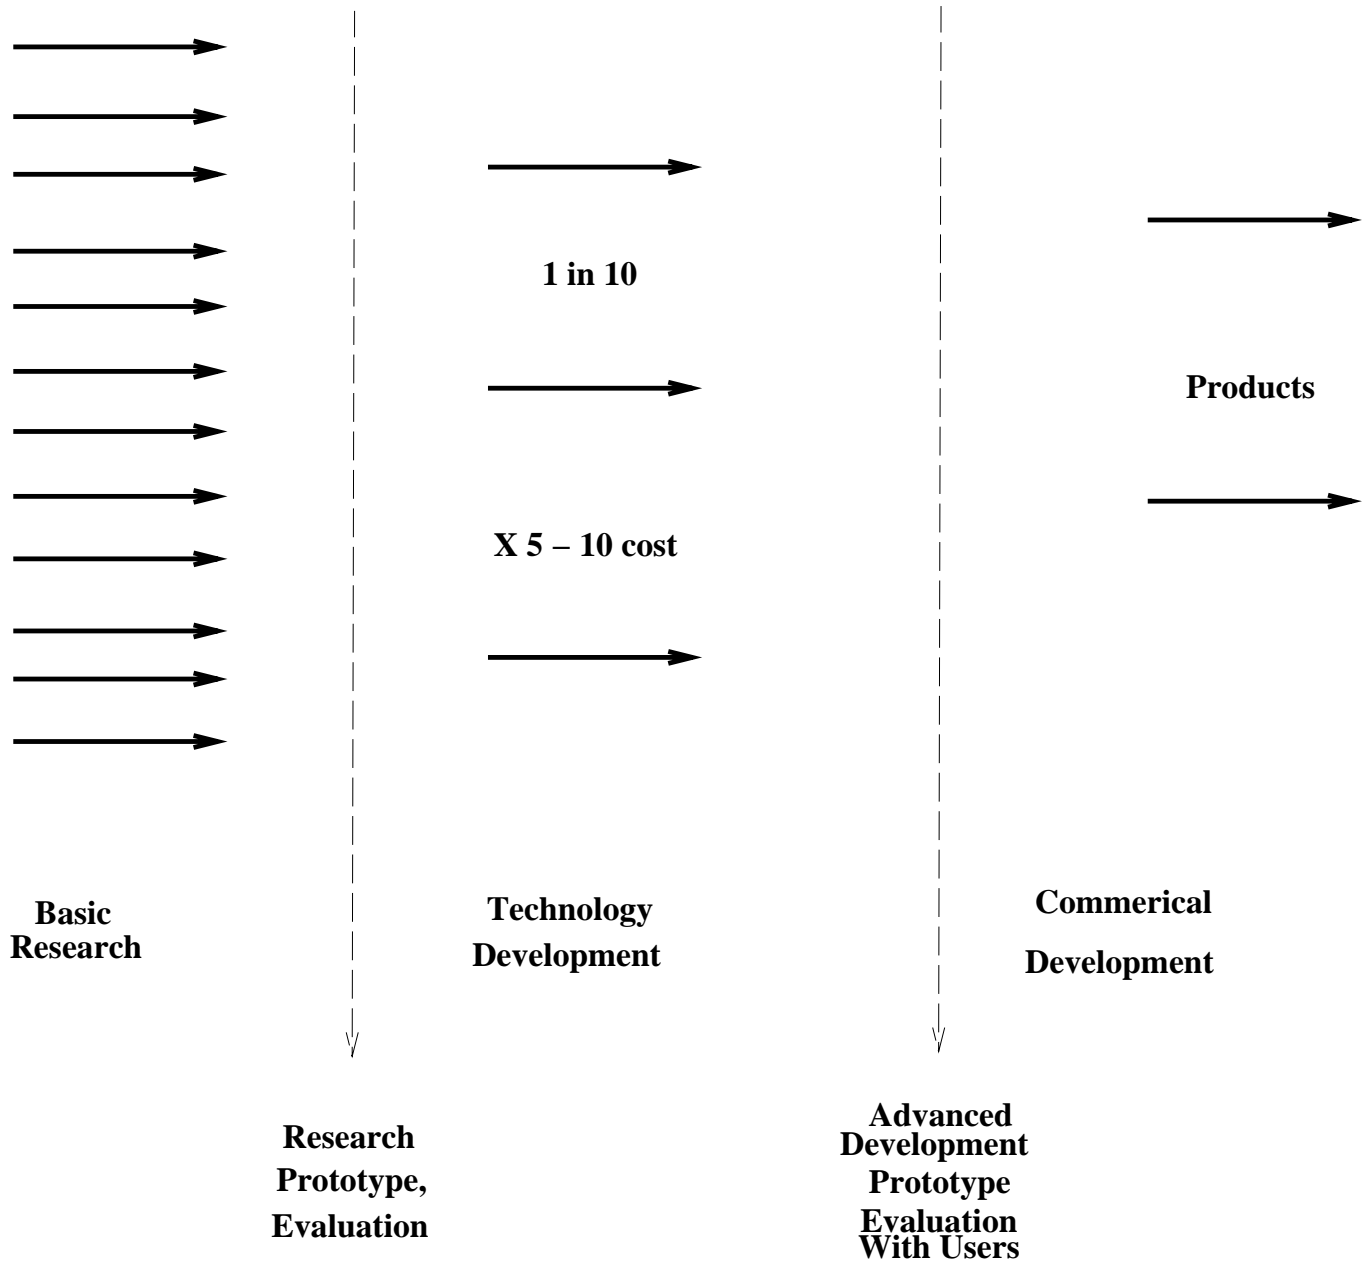 1 in 10
Products
X 5 – 10 cost
Basic
Research
Technology
Development
Commerical
Development
Research
Prototype,
Evaluation
Advanced
Development
Prototype
Evaluation
With Users